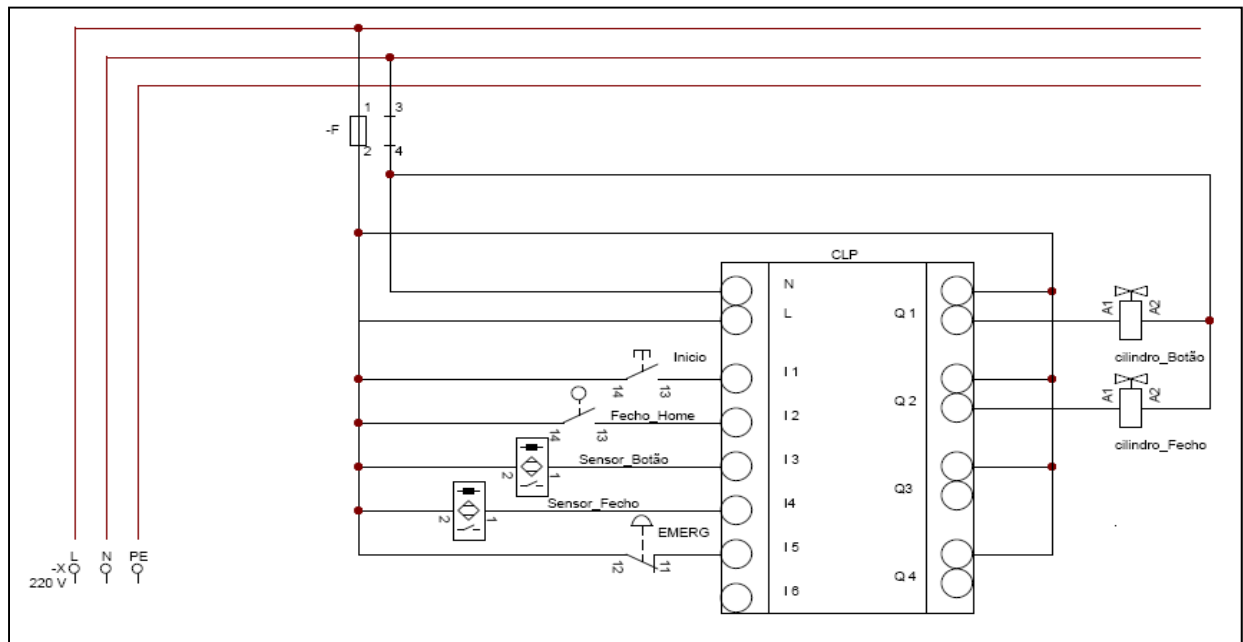 1 3
-F
2 4
CLP
N
L
Q 1
A1 A2
cilindro_Botão
Inicio
14 13
I 1
Q 2
A1 A2
cilindro_Fecho
Fecho_Home
14 13
I 2
Sensor_Botão
2 1
I 3
Q3
Sensor_Fecho
2 1
I4
EMERG
12 11
I 5
Q 4
I 6
L N PE
-X
220 V